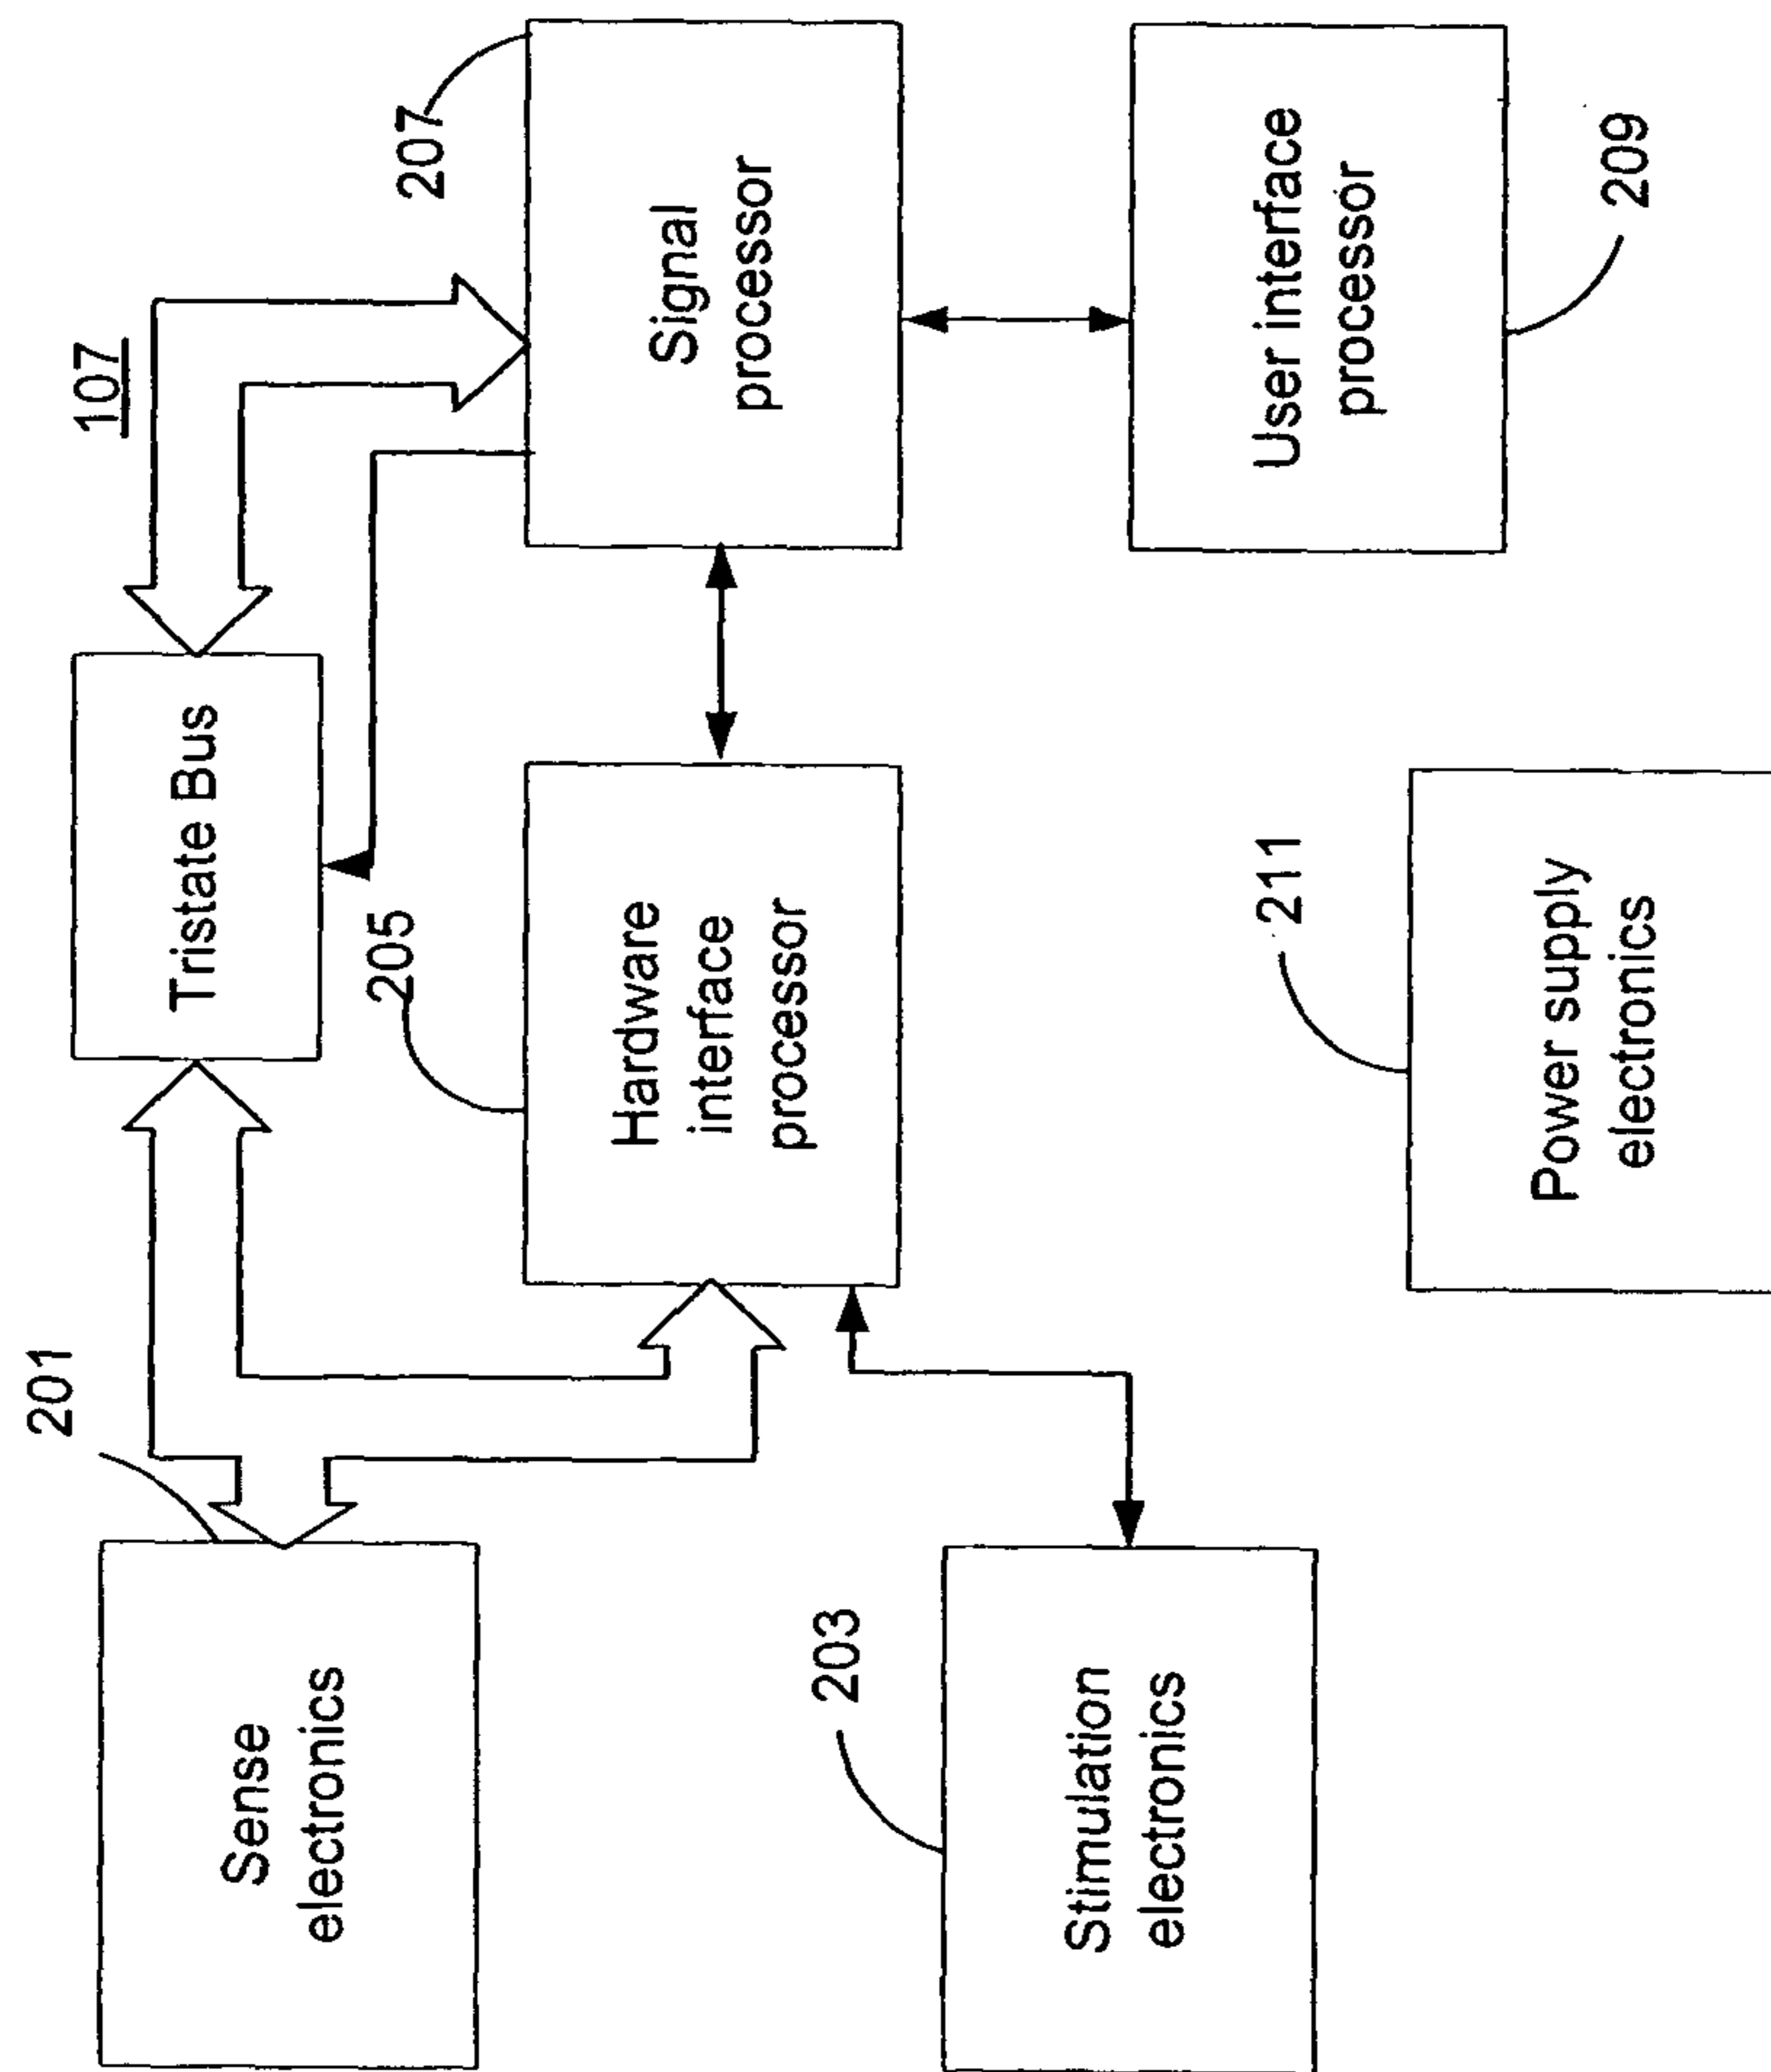 107
201
Sense
electronics
Tristate Bus
207
Signal
processor
205
Hardware
interface
processor
203
Stimulation
electronics
User interface
processor
209
211
Power supply
electronics